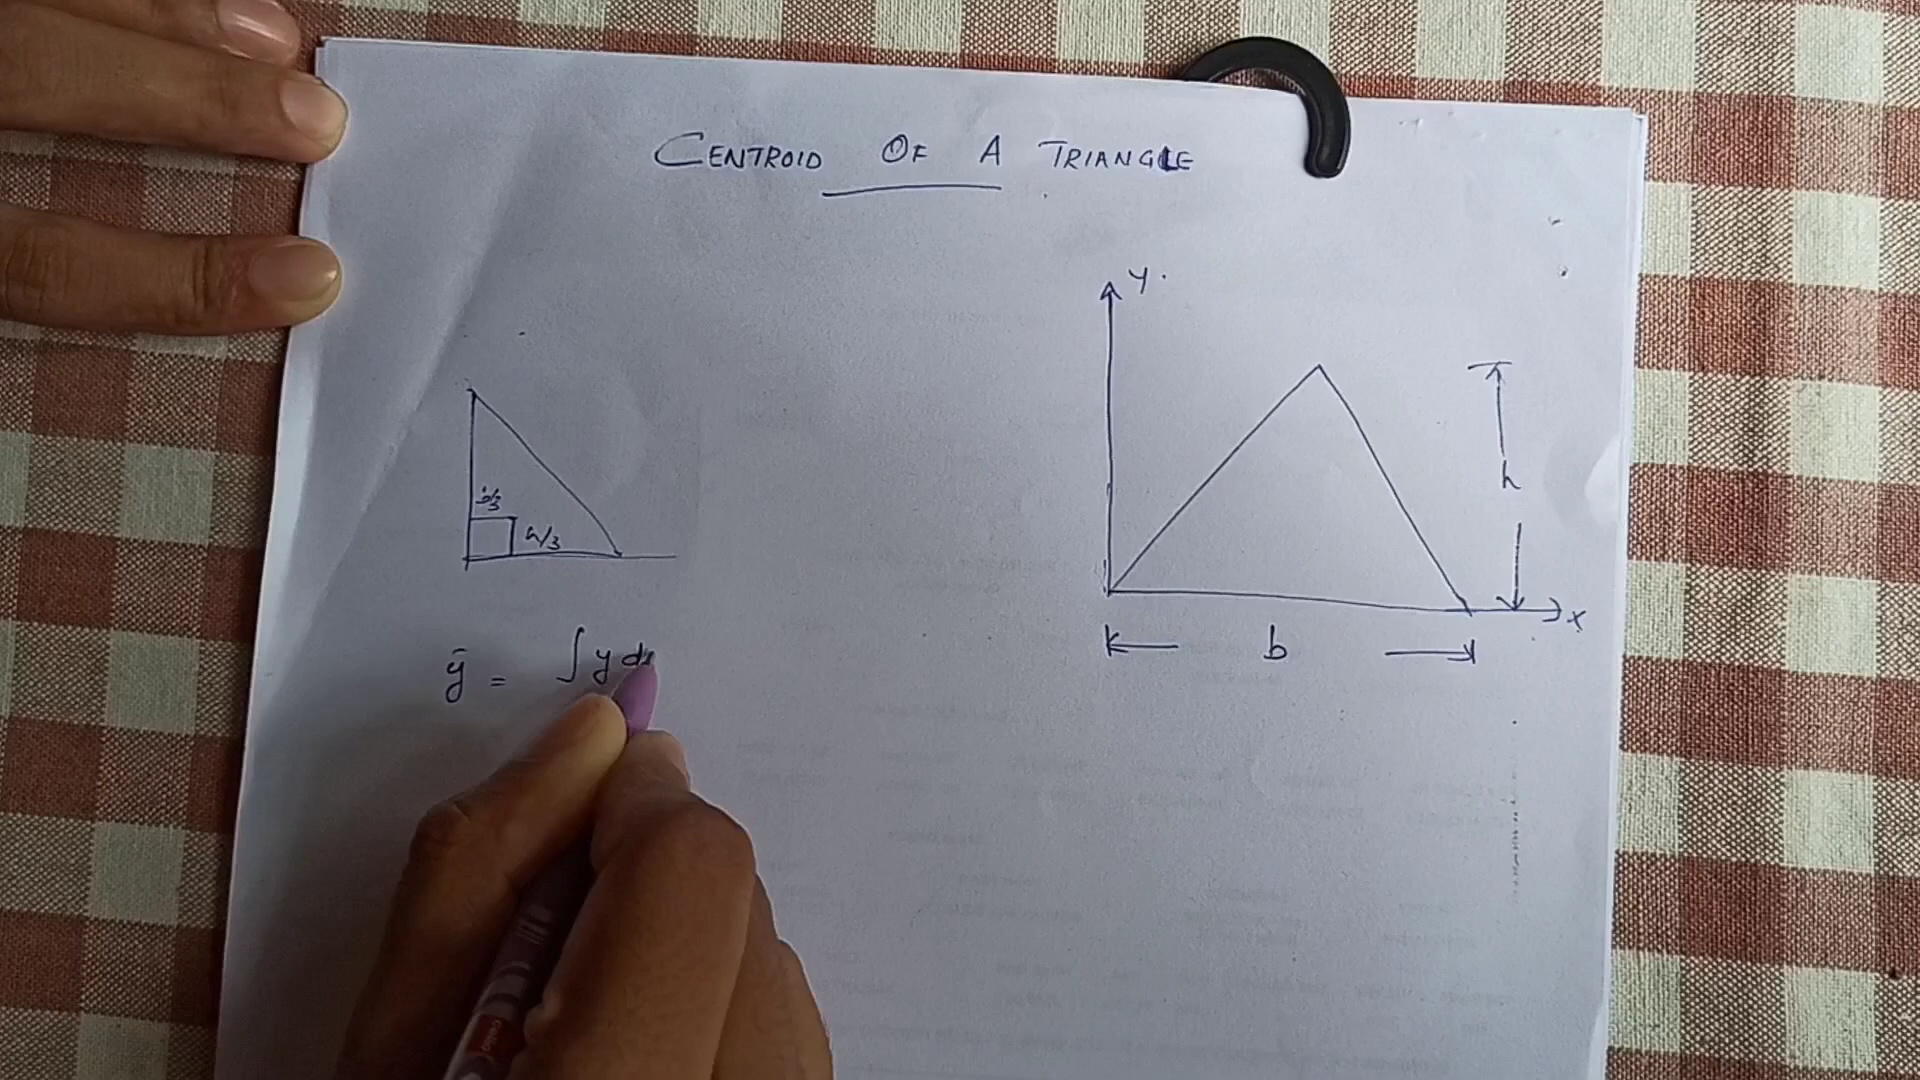 CENTROID OF A TRIANGLE
y
h
b/3
h/3
x
b
ȳ = ∫ y d